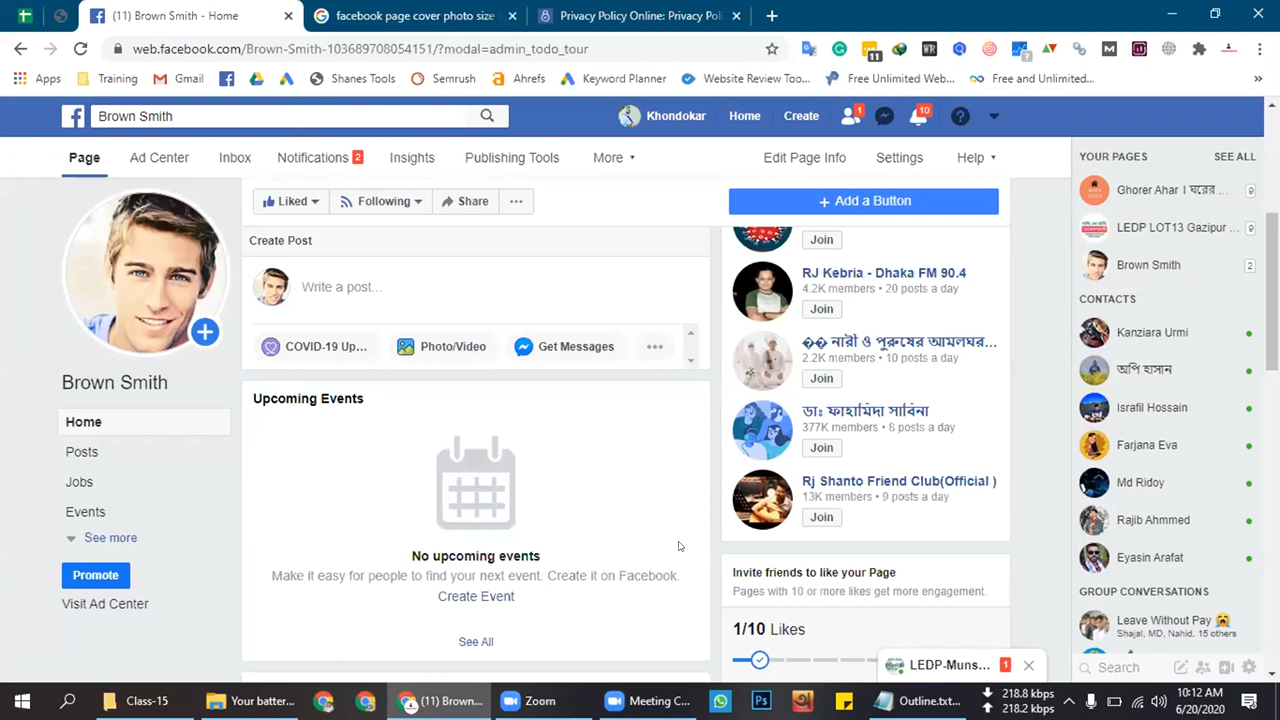 (11) Brown Smith - Home
facebook page cover photo size
Privacy Policy Online: Privacy Poli
web.facebook.com/Brown-Smith-103689708054151/?modal=admin_todo_tour
11
Apps
Training
Gmail
Shanes Tools
Semrush
Ahrefs
Keyword Planner
Website Review Too...
Free Unlimited Web...
Free and Unlimited...
Brown Smith
Khondokar
Home
Create
1
10
Page
Ad Center
Inbox
Notifications 2
Insights
Publishing Tools
More
Edit Page Info
Settings
Help
Liked
Following
Share
...
+ Add a Button
Brown Smith
Home
Posts
Jobs
Events
See more
Promote
Visit Ad Center
Create Post
Write a post...
COVID-19 Up...
Photo/Video
Get Messages
Upcoming Events
No upcoming events
Make it easy for people to find your next event. Create it on Facebook.
Create Event
See All
Join
RJ Kebria - Dhaka FM 90.4
4.2K members • 20 posts a day
Join
নারী ও পুরুষের আমলঘর...
2.2K members • 10 posts a day
Join
ডাঃ ফাহামিদা সাবিনা
377K members • 8 posts a day
Join
Rj Shanto Friend Club(Official )
13K members • 9 posts a day
Join
Invite friends to like your Page
Pages with 10 or more likes get more engagement.
1/10 Likes
YOUR PAGES
SEE ALL
Ghorer Ahar । ঘরের ... 9
LEDP LOT13 Gazipur ... 9
Brown Smith 2
CONTACTS
Kanziara Urmi
অপি হাসান
Israfil Hossain
Farjana Eva
Md Ridoy
Rajib Ahmmed
Eyasin Arafat
GROUP CONVERSATIONS
Leave Without Pay
Shajal, MD, Nahid, 15 others
Search
LEDP-Muns... 1
Class-15
Your batter...
(11) Brown...
Zoom
Meeting C...
Ps
Outline.txt...
218.8 kbps
218.2 kbps
10:12 AM
6/20/2020